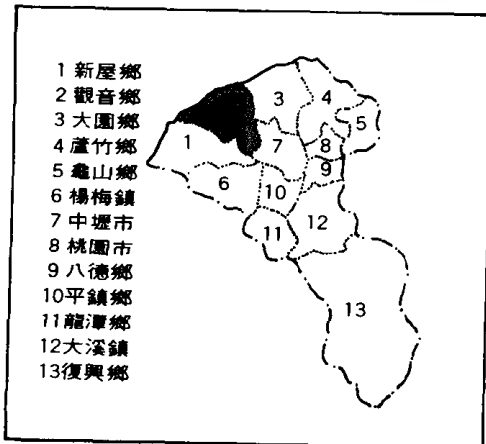 1 新屋鄉
2 觀音鄉
3 大園鄉
4 蘆竹鄉
5 龜山鄉
6 楊梅鎮
7 中壢市
8 桃園市
9 八德鄉
10 平鎮鄉
11 龍潭鄉
12 大溪鎮
13 復興鄉
3
4
5
1
7
8
9
6
10
11
12
13